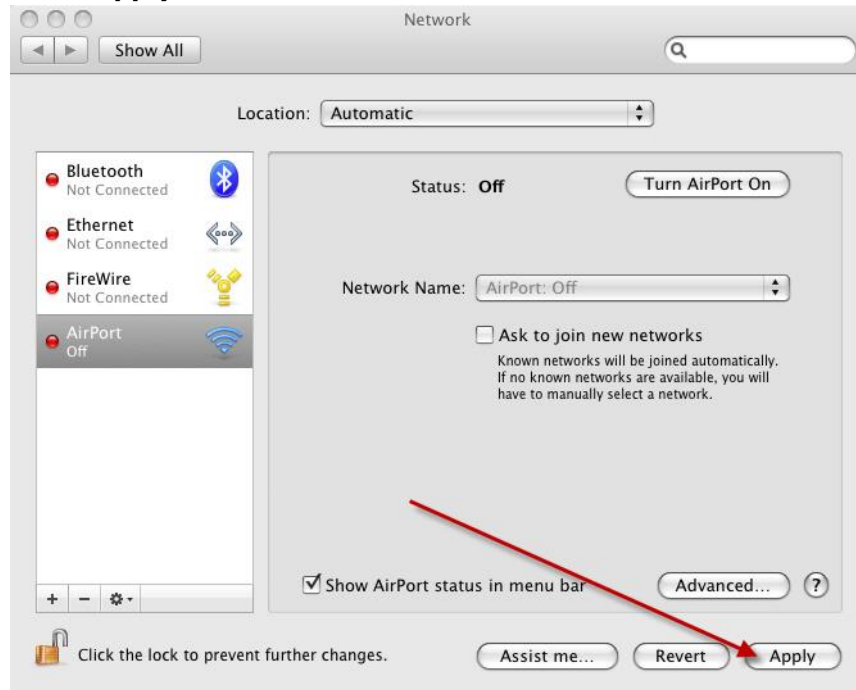 Network
Show All
Location: Automatic
Bluetooth
Not Connected
Ethernet
Not Connected
FireWire
Not Connected
AirPort
Off
Status: Off Turn AirPort On
Network Name: AirPort: Off
Ask to join new networks
Known networks will be joined automatically.
If no known networks are available, you will
have to manually select a network.
Show AirPort status in menu bar Advanced... ?
+ −
Click the lock to prevent further changes. Assist me... Revert Apply